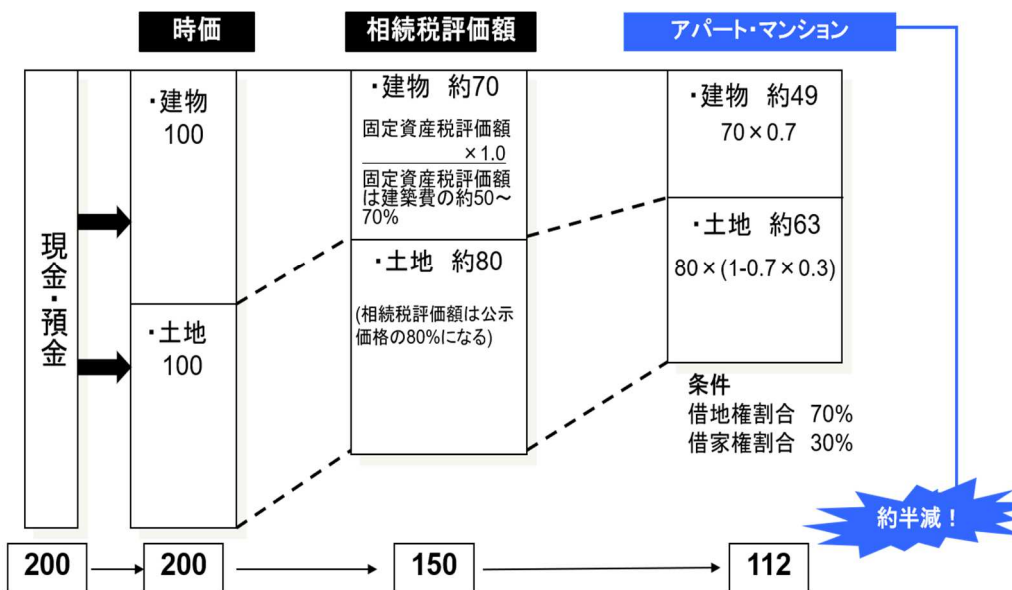 時価
相続税評価額
アパート・マンション
現金・預金
・建物
100
・土地
100
・建物 約70
固定資産税評価額
×1.0
固定資産税評価額
は建築費の約50～
70%
・土地 約80
(相続税評価額は公示
価格の80%になる)
・建物 約49
70×0.7
・土地 約63
80×(1-0.7×0.3)
条件
借地権割合 70%
借家権割合 30%
約半減！
200
200
150
112